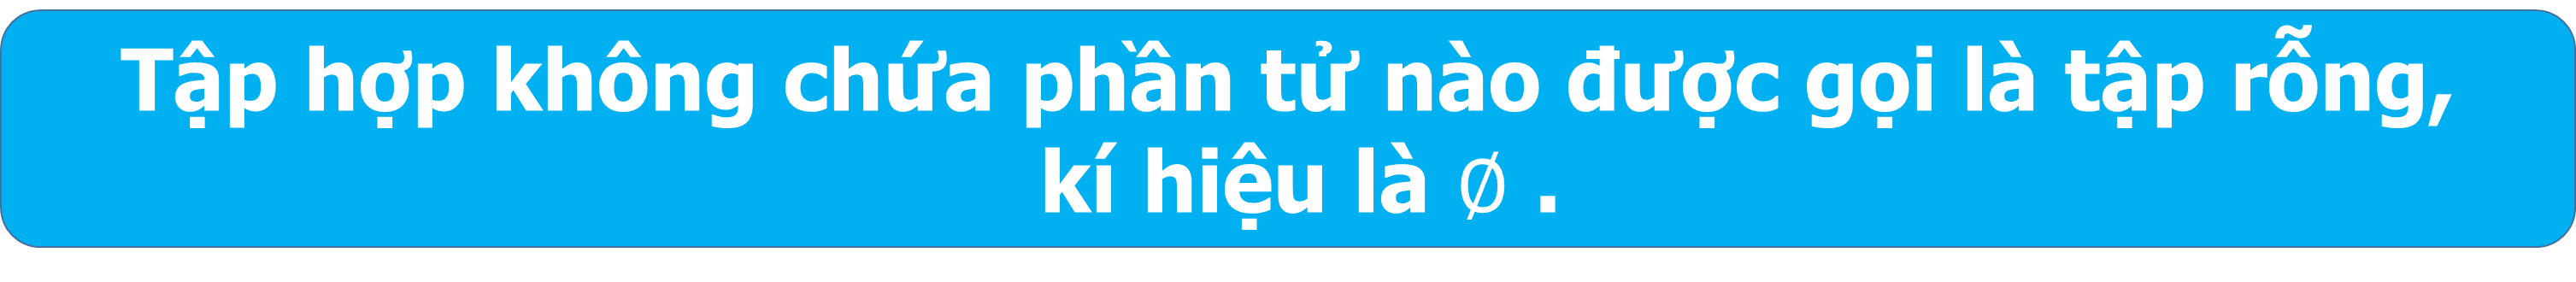 Tập hợp không chứa phần tử nào được gọi là tập rỗng,
kí hiệu là ∅ .